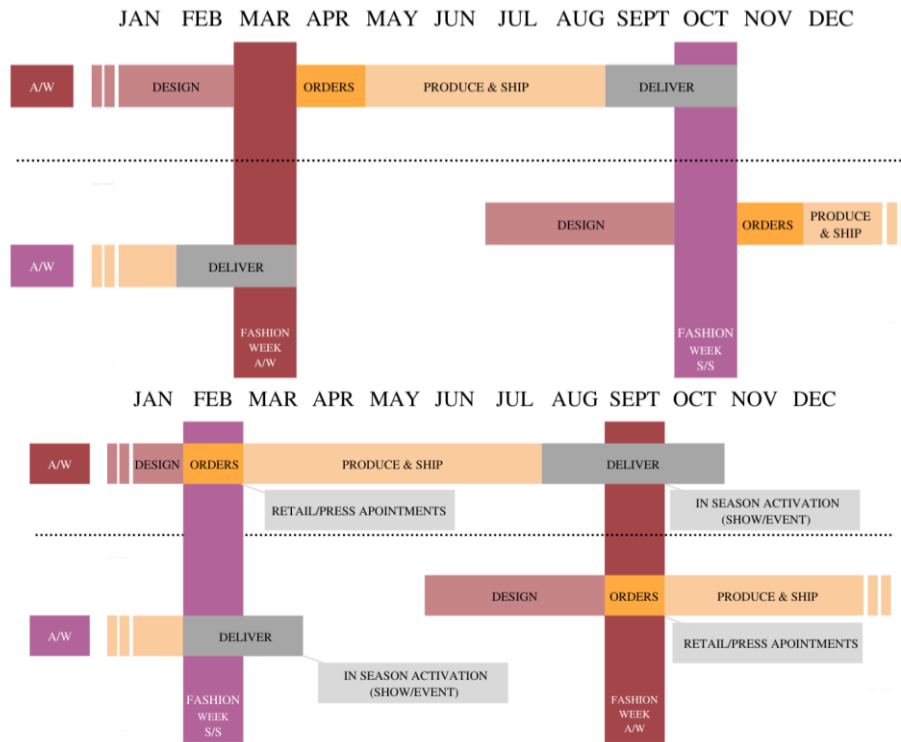 JAN FEB MAR APR MAY JUN JUL AUG SEPT OCT NOV DEC
A/W DESIGN ORDERS PRODUCE & SHIP DELIVER
DESIGN ORDERS PRODUCE
& SHIP
A/W DELIVER
FASHION
WEEK
A/W
FASHION
WEEK
S/S
JAN FEB MAR APR MAY JUN JUL AUG SEPT OCT NOV DEC
A/W DESIGN ORDERS PRODUCE & SHIP DELIVER
RETAIL/PRESS APOINTMENTS
IN SEASON ACTIVATION
(SHOW/EVENT)
DESIGN ORDERS PRODUCE & SHIP
A/W DELIVER
RETAIL/PRESS APOINTMENTS
IN SEASON ACTIVATION
(SHOW/EVENT)
FASHION
WEEK
S/S
FASHION
WEEK
A/W